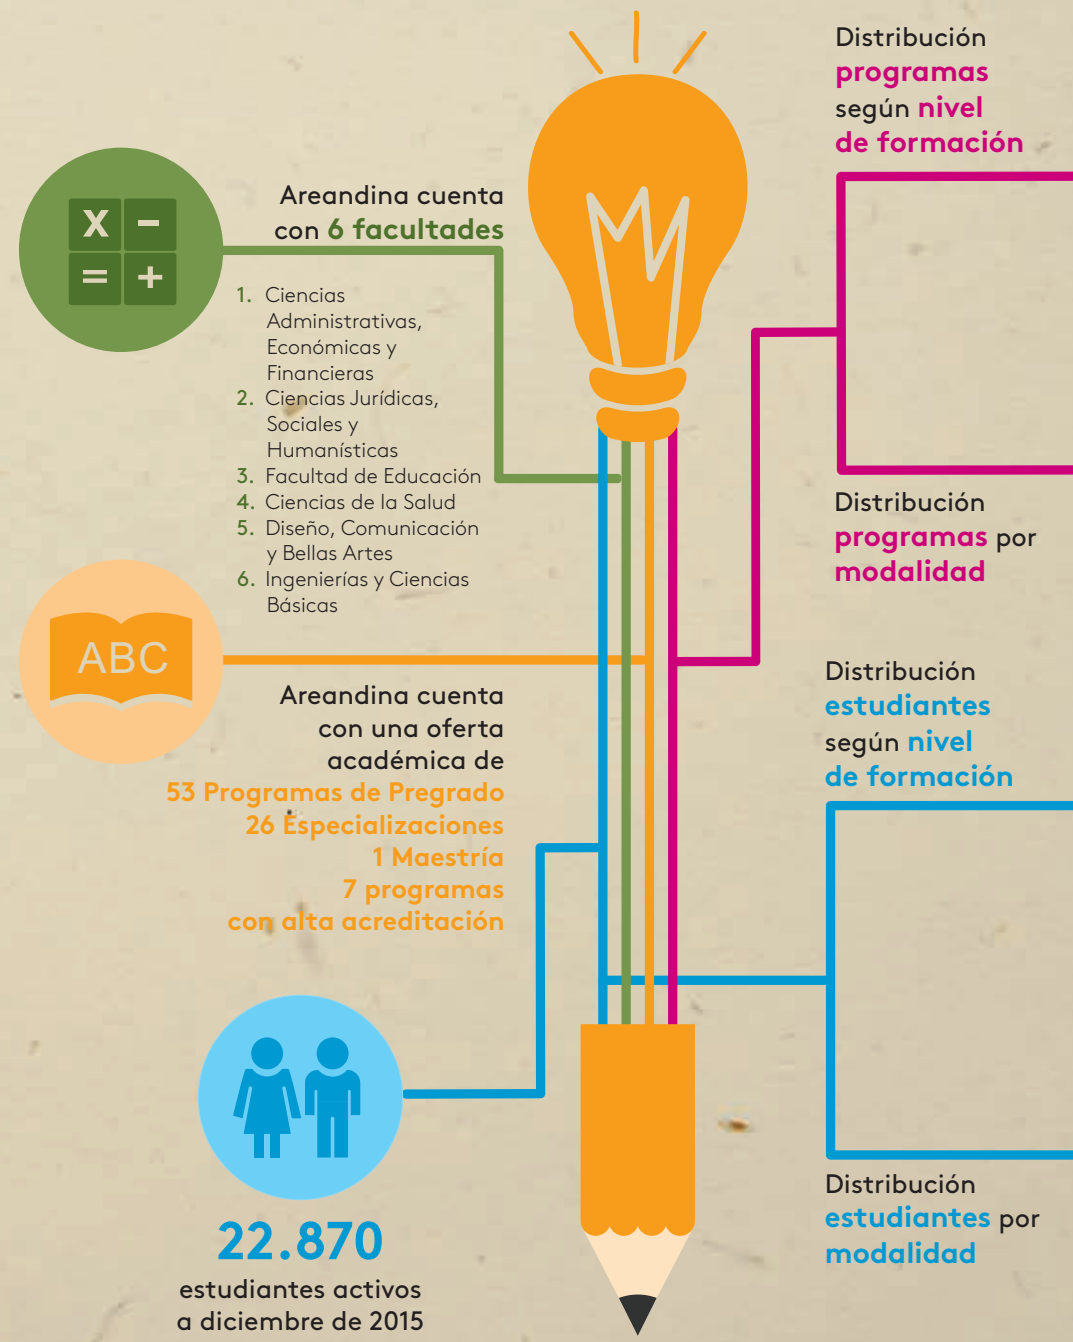 Areandina cuenta
con 6 facultades
X -
= +
1. Ciencias
Administrativas,
Económicas y
Financieras
2. Ciencias Jurídicas,
Sociales y
Humanísticas
3. Facultad de Educación
4. Ciencias de la Salud
5. Diseño, Comunicación
y Bellas Artes
6. Ingenierías y Ciencias
Básicas
ABC
Areandina cuenta
con una oferta
académica de
53 Programas de Pregrado
26 Especializaciones
1 Maestría
7 programas
con alta acreditación
22.870
estudiantes activos
a diciembre de 2015
Distribución
programas
según nivel
de formación
Distribución
programas por
modalidad
Distribución
estudiantes
según nivel
de formación
Distribución
estudiantes por
modalidad